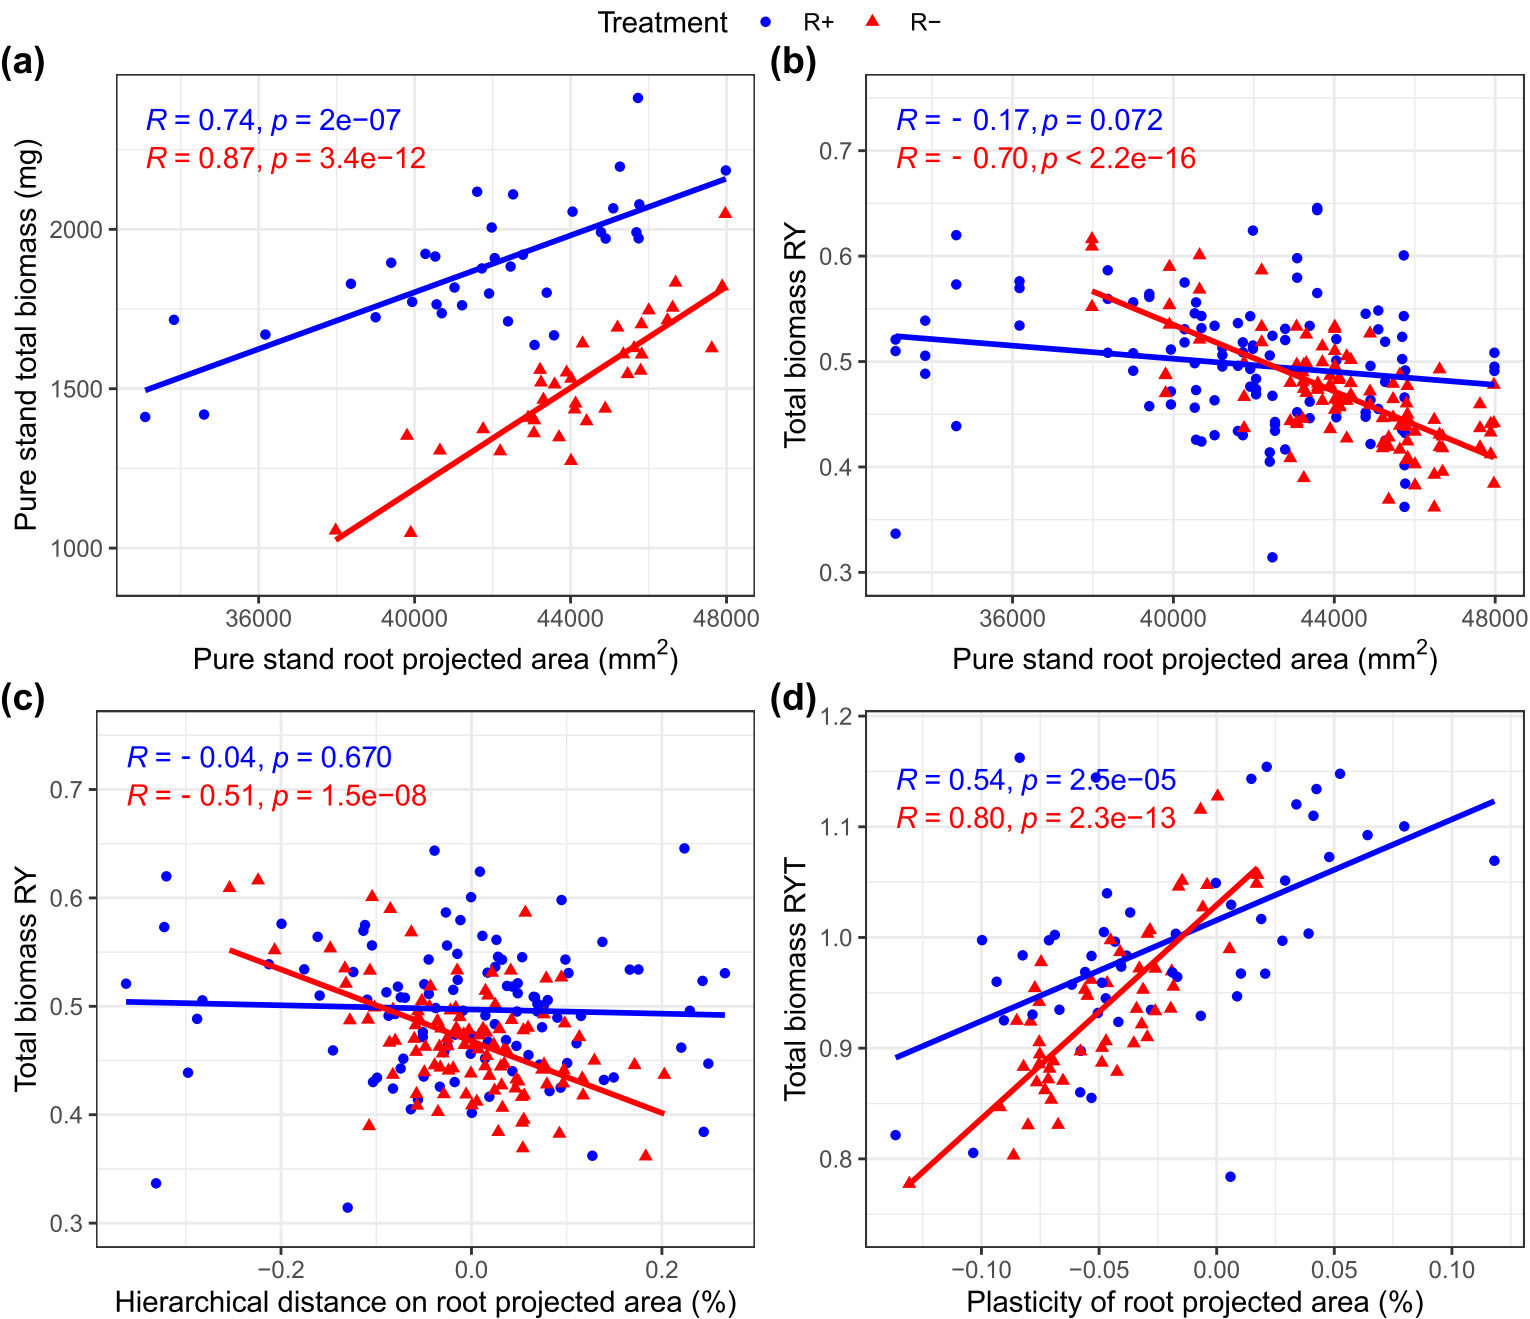 Treatment R+ R−
(a)
R = 0.74, p = 2e−07
R = 0.87, p = 3.4e−12
Pure stand total biomass (mg)
2000
1500
1000
36000 40000 44000 48000
Pure stand root projected area (mm²)
(b)
R = - 0.17, p = 0.072
R = - 0.70, p < 2.2e−16
Total biomass RY
0.7
0.6
0.5
0.4
0.3
36000 40000 44000 48000
Pure stand root projected area (mm²)
(c)
R = - 0.04, p = 0.670
R = - 0.51, p = 1.5e−08
Total biomass RY
0.7
0.6
0.5
0.4
0.3
−0.2 0.0 0.2
Hierarchical distance on root projected area (%)
(d)
R = 0.54, p = 2.5e−05
R = 0.80, p = 2.3e−13
Total biomass RYT
1.2
1.1
1.0
0.9
0.8
−0.10 −0.05 0.00 0.05 0.10
Plasticity of root projected area (%)